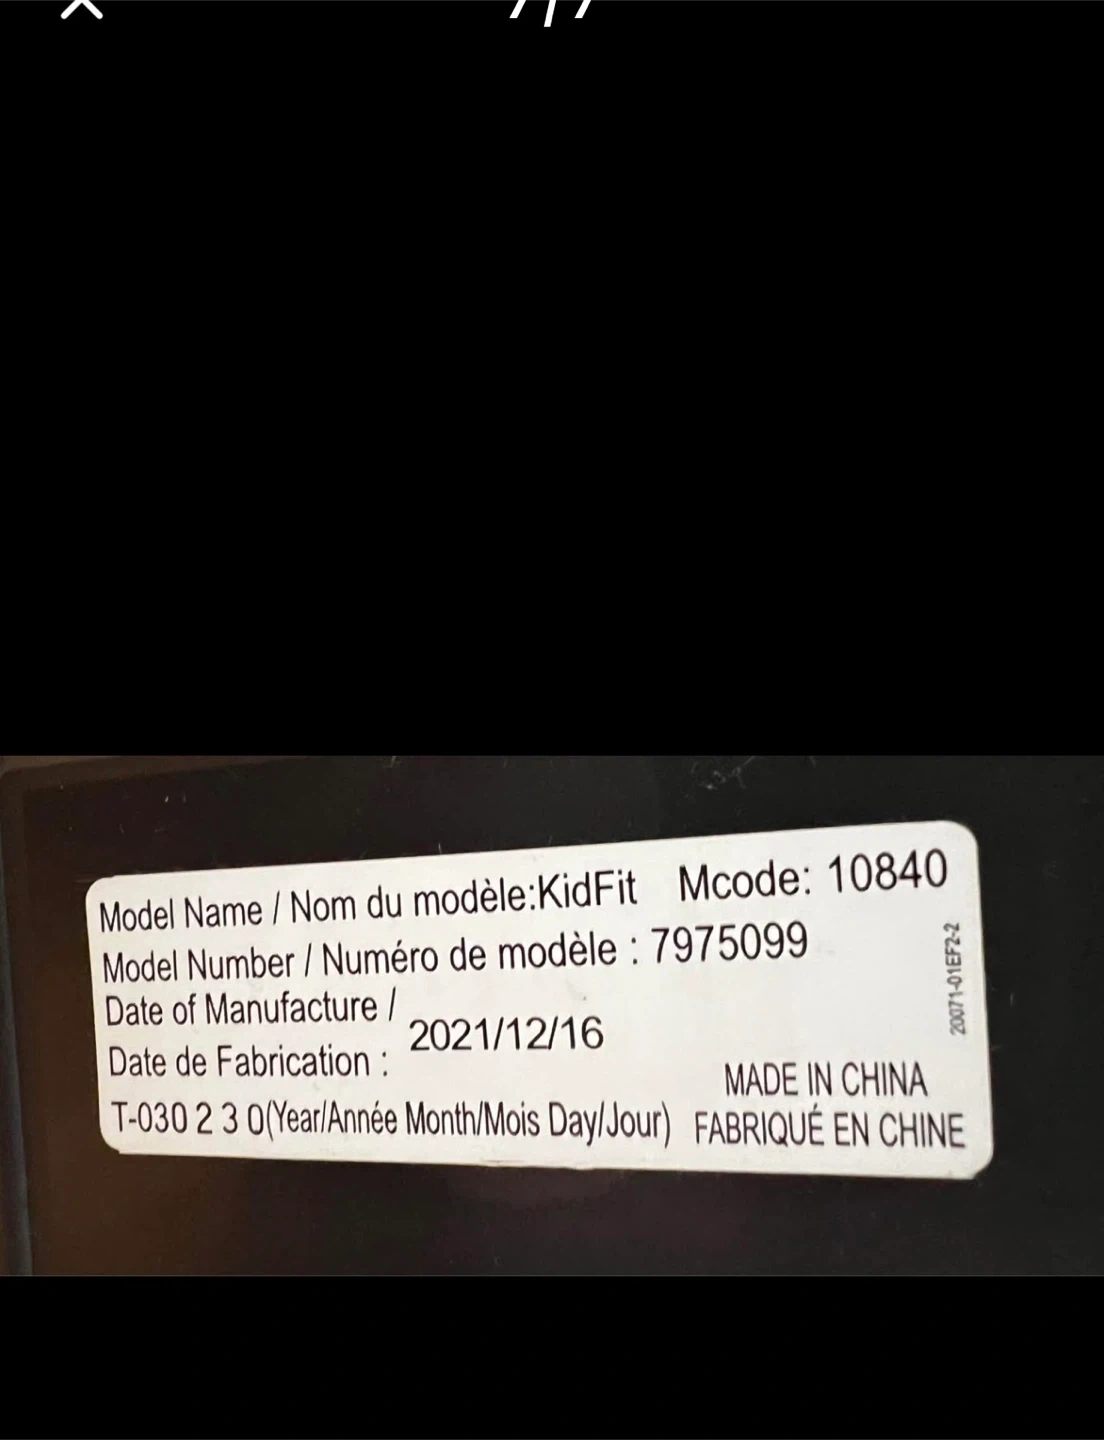 7/7
Model Name / Nom du modèle:KidFit Mcode: 10840
Model Number / Numéro de modèle : 7975099
Date of Manufacture /
Date de Fabrication : 2021/12/16
T-030 2 3 0(Year/Année Month/Mois Day/Jour)
MADE IN CHINA
FABRIQUÉ EN CHINE
20071-01EF2-2